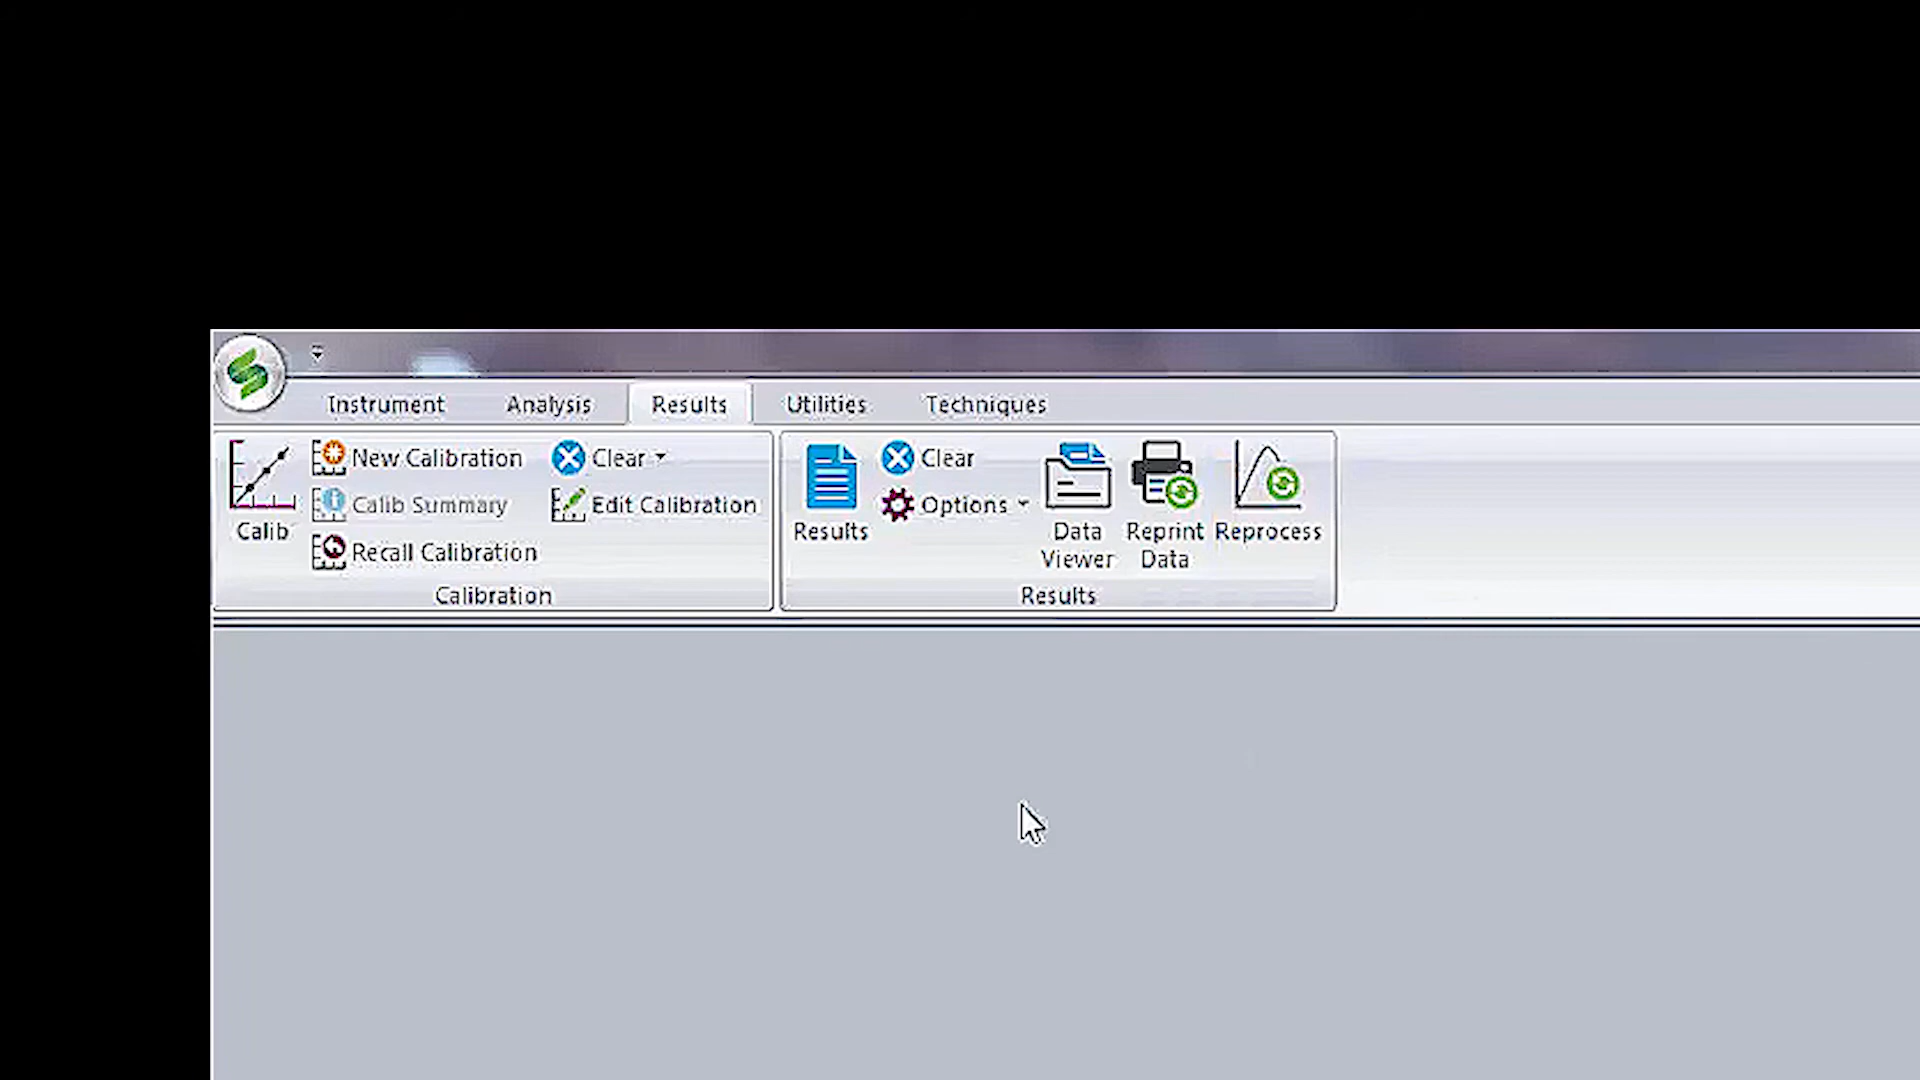 Instrument Analysis Results Utilities Techniques
New Calibration Clear
Calib Summary Edit Calibration
Calib
Recall Calibration
Calibration
Clear
Options
Results Data Viewer Reprint Data Reprocess
Results